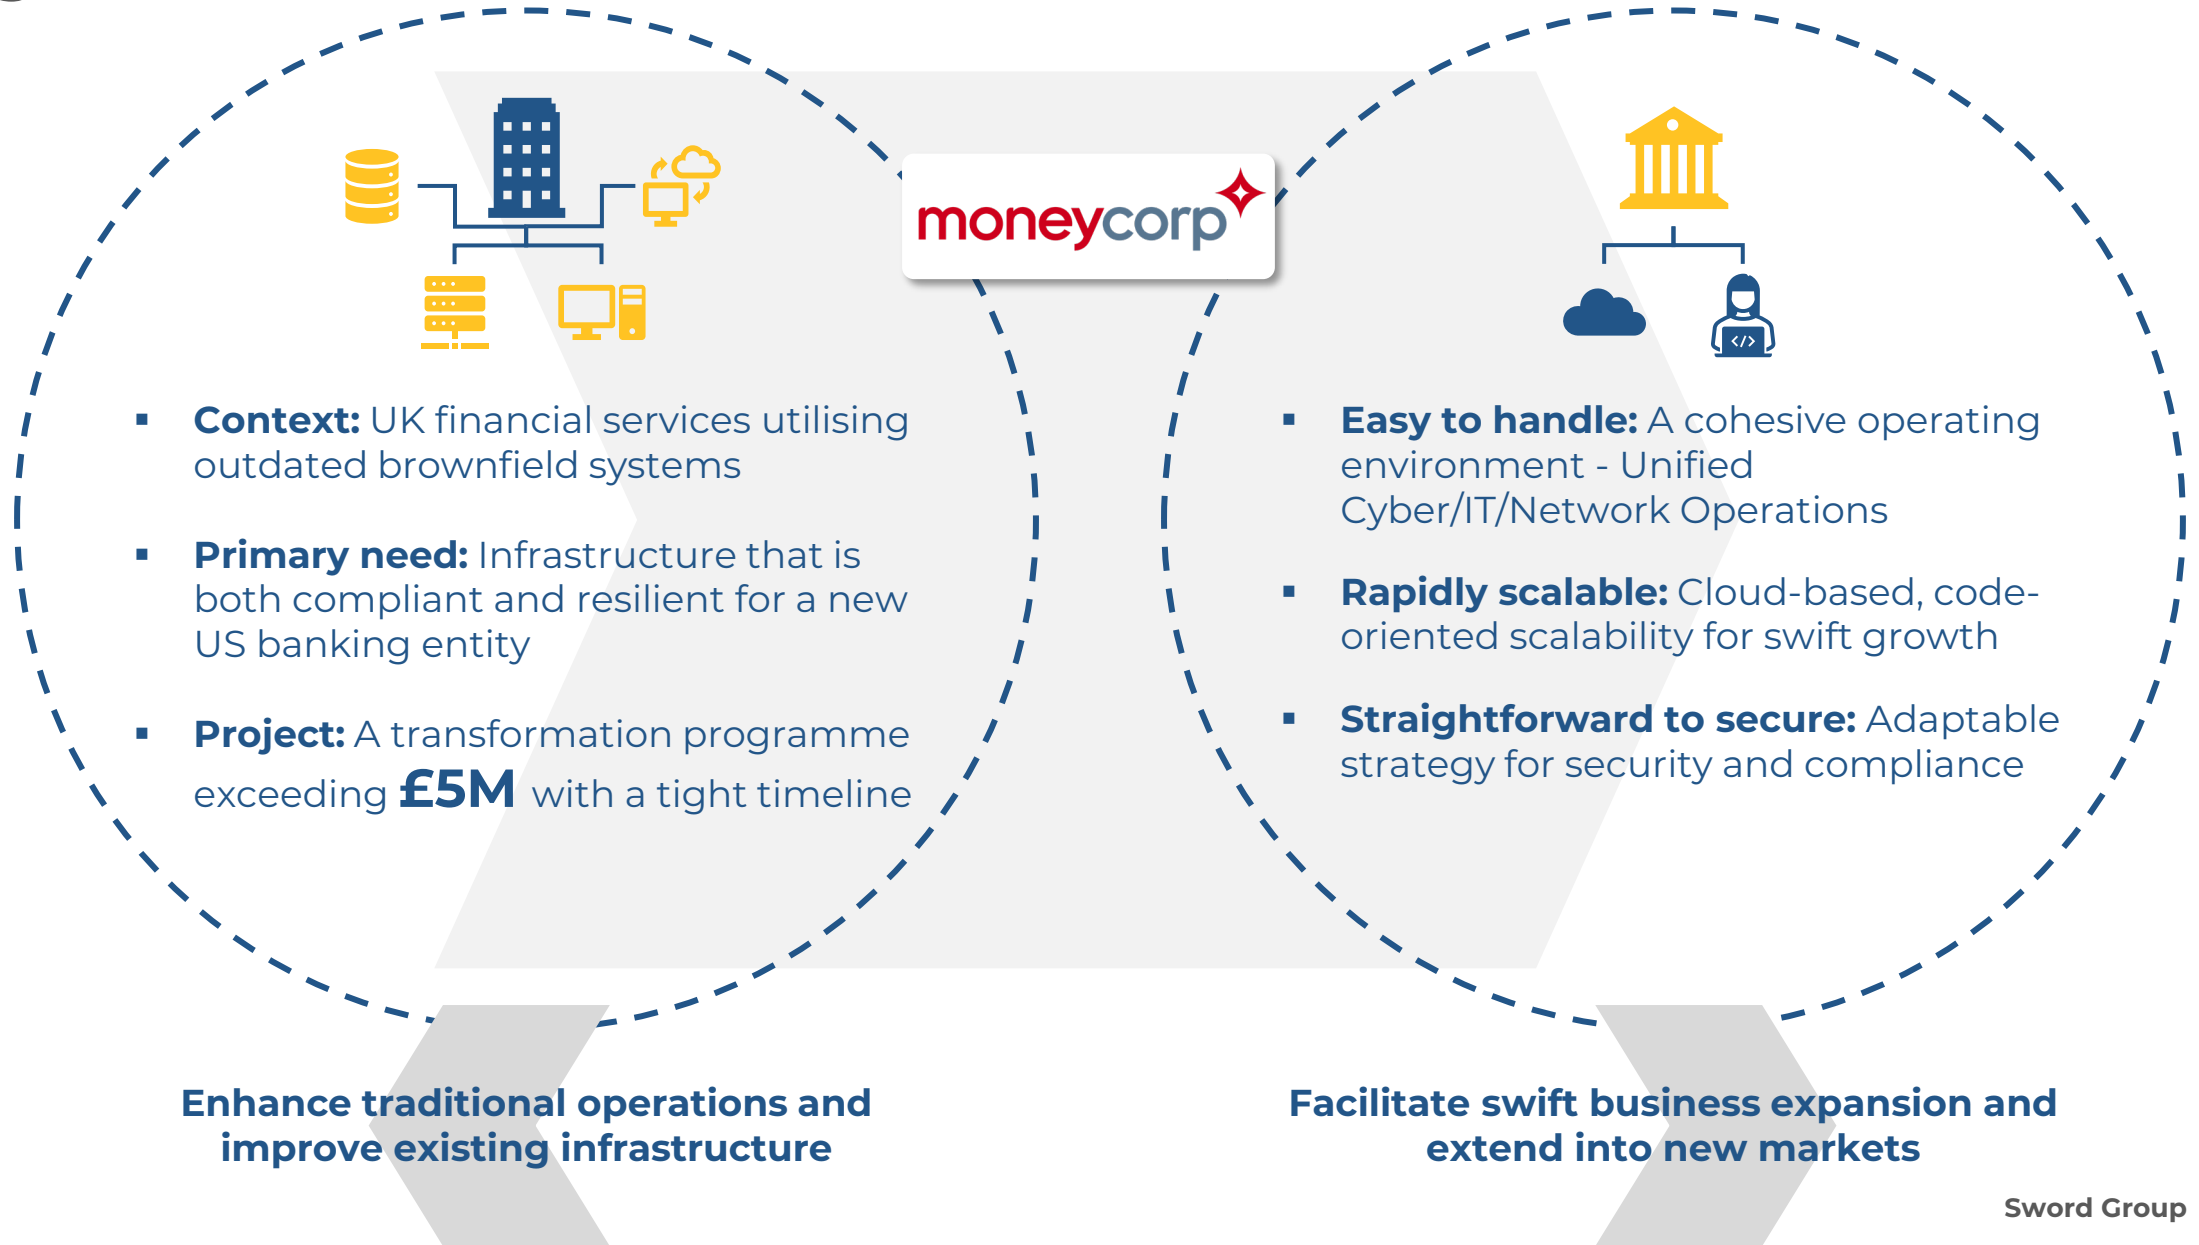 moneycorp
Context: UK financial services utilising
outdated brownfield systems
Primary need: Infrastructure that is
both compliant and resilient for a new
US banking entity
Project: A transformation programme
exceeding £5M with a tight timeline
Easy to handle: A cohesive operating
environment - Unified
Cyber/IT/Network Operations
Rapidly scalable: Cloud-based, code-
oriented scalability for swift growth
Straightforward to secure: Adaptable
strategy for security and compliance
Enhance traditional operations and
improve existing infrastructure
Facilitate swift business expansion and
extend into new markets
Sword Group